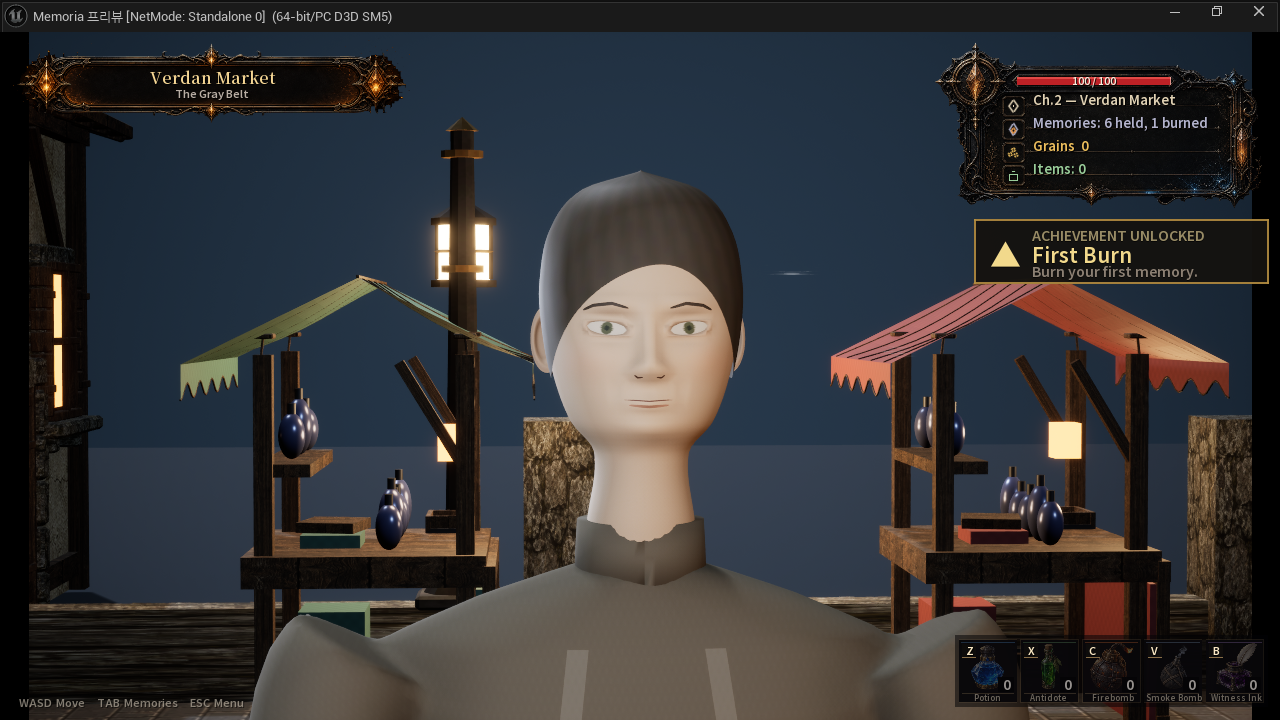 Memoria 프리뷰 [NetMode: Standalone 0]  (64-bit/PC D3D SM5)
Verdan Market
The Gray Belt
100 / 100
Ch.2 — Verdan Market
Memories: 6 held, 1 burned
Grains 0
Items: 0
ACHIEVEMENT UNLOCKED
First Burn
Burn your first memory.
Z X C V B
0 0 0 0 0
Potion Antidote Firebomb Smoke Bomb Witness Ink
WASD Move TAB Memories ESC Menu